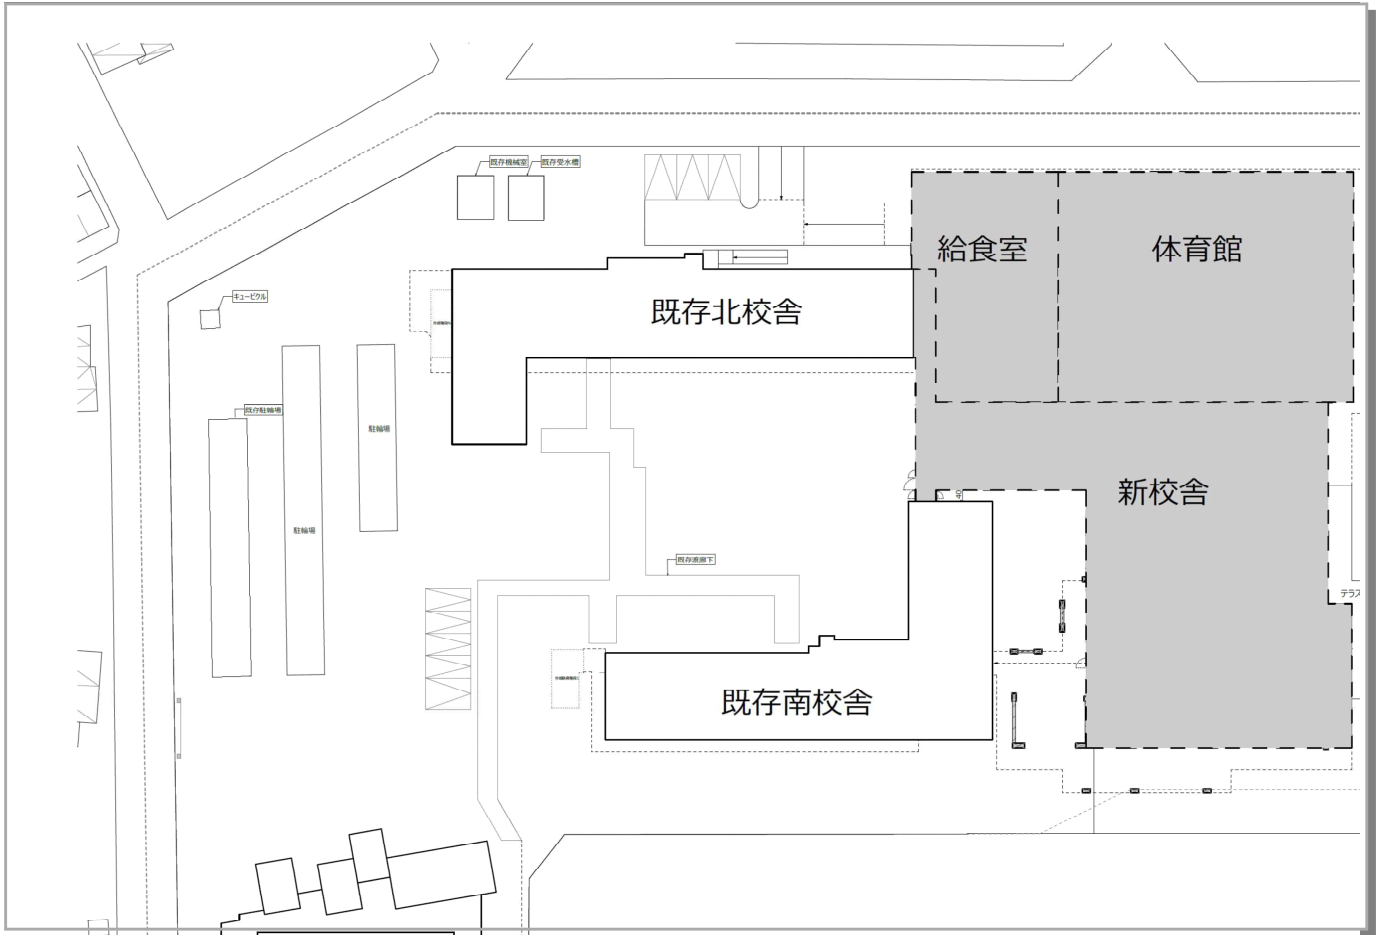 既存機械室
既存受水槽
給食室
体育館
キュービクル
既存北校舎
既存駐輪場
駐輪場
新校舎
40
駐輪場
既存渡廊下
テラス
既存南校舎